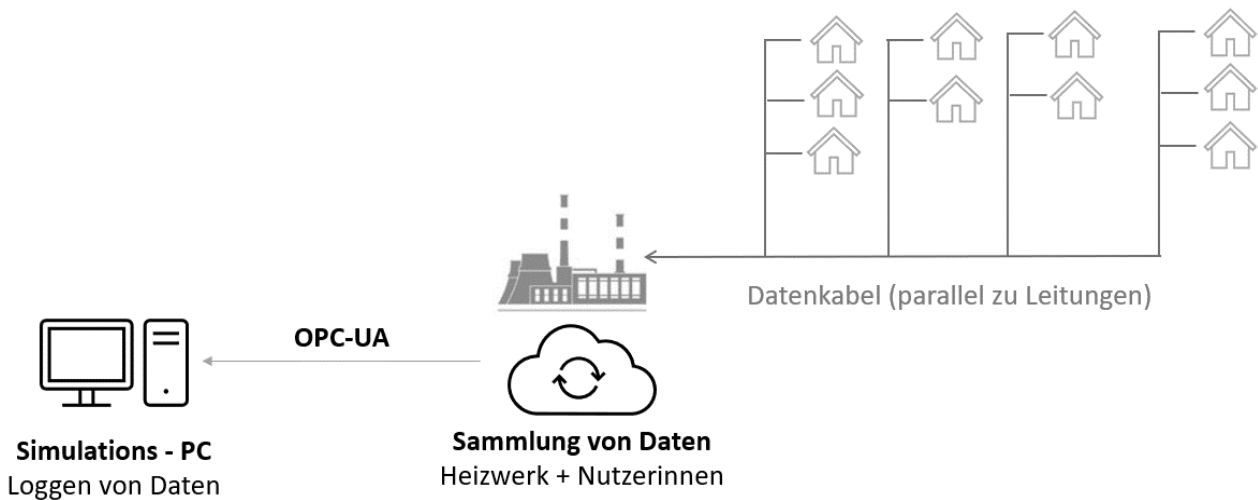 Datenkabel (parallel zu Leitungen)
OPC-UA
Simulations - PC
Loggen von Daten
Sammlung von Daten
Heizwerk + Nutzerinnen